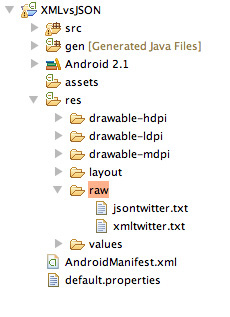 XMLvsJSON
src
gen [Generated Java Files]
Android 2.1
assets
res
drawable-hdpi
drawable-ldpi
drawable-mdpi
layout
raw
jsontwitter.txt
xmltwitter.txt
values
AndroidManifest.xml
default.properties